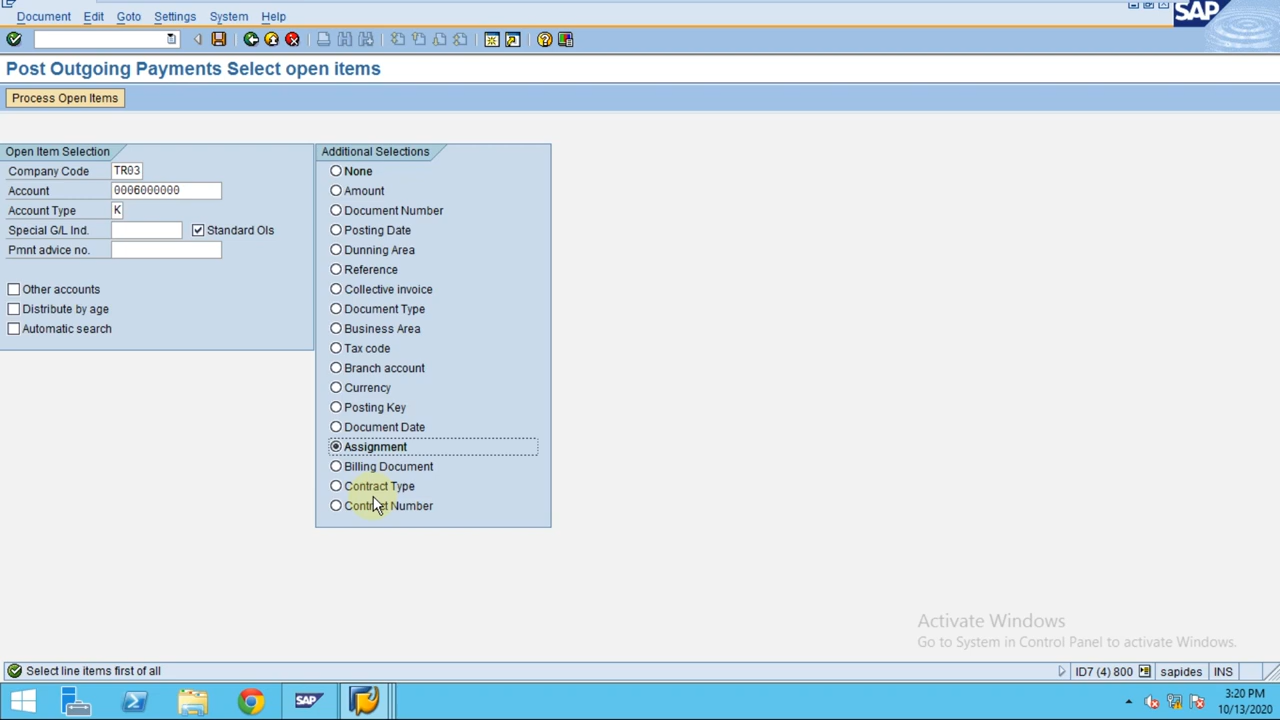 Document Edit Goto Settings System Help
SAP
Post Outgoing Payments Select open items
Process Open Items
Open Item Selection
Company Code TR03
Account 0006000000
Account Type K
Special G/L Ind. Standard OIs
Pmnt advice no.
Other accounts
Distribute by age
Automatic search
Additional Selections
None
Amount
Document Number
Posting Date
Dunning Area
Reference
Collective invoice
Document Type
Business Area
Tax code
Branch account
Currency
Posting Key
Document Date
Assignment
Billing Document
Contract Type
Contract Number
Activate Windows
Go to System in Control Panel to activate Windows.
Select line items first of all
ID7 (4) 800 sapides INS
SAP
3:20 PM
10/13/2020